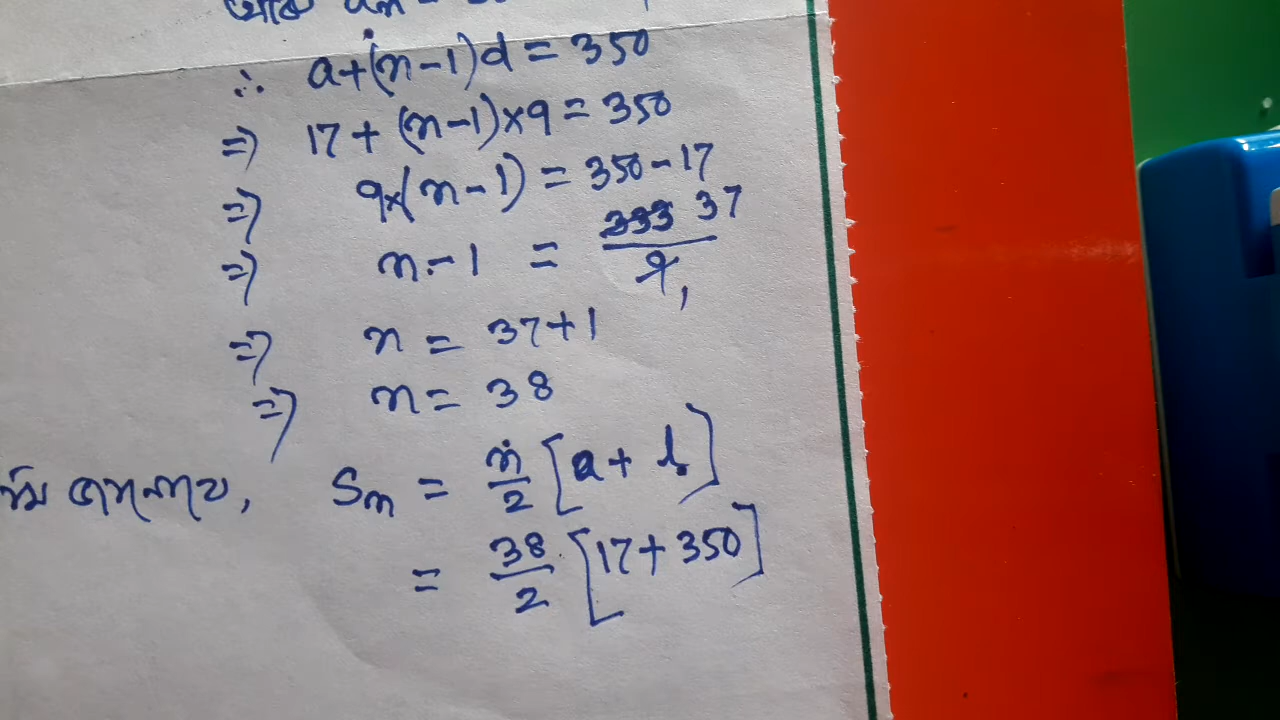 ∴ a+(n-1)d = 350
⇒ 17 + (n-1)×9 = 350
⇒ 9×(n-1) = 350-17
⇒ n-1 = 333 37 / 9 1
⇒ n = 37+1
⇒ n = 38
Sn = n/2 [a + l]
= 38/2 [17 + 350]